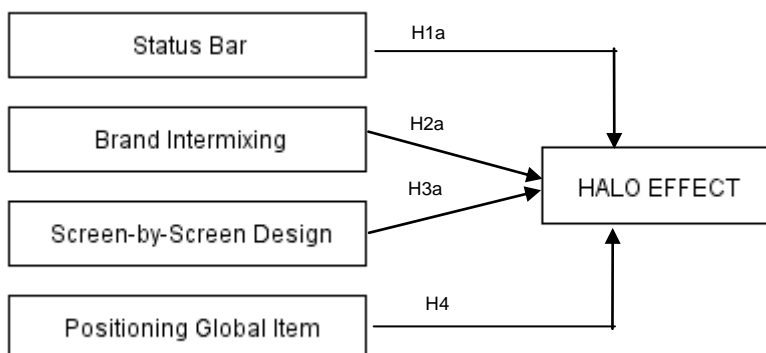 Status Bar
H1a
Brand Intermixing
H2a
HALO EFFECT
H3a
Screen-by-Screen Design
Positioning Global Item
H4